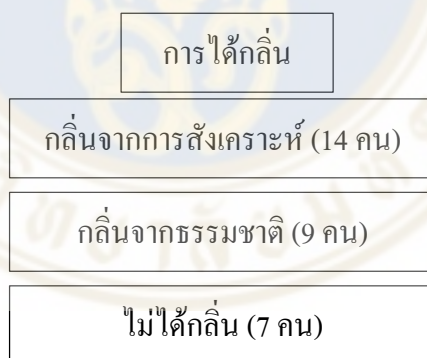 การได้กลิ่น
กลิ่นจากการสังเคราะห์ (14 คน)
กลิ่นจากธรรมชาติ (9 คน)
ไม่ได้กลิ่น (7 คน)